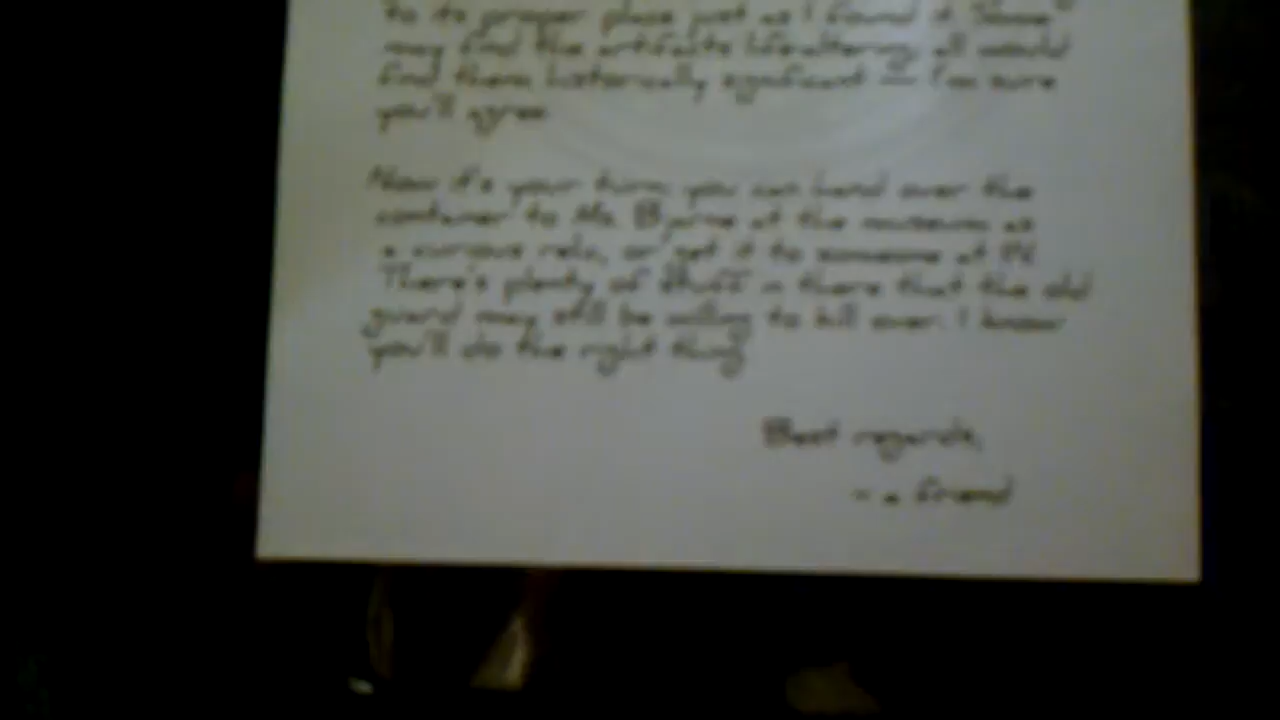 to its proper place just as I found it. Some
may find the artifacts life altering, all would
find them historically significant — I'm sure
you'll agree.
Now it's your turn, you can hand over the
container to Mr. Byrne at the museum as
a curious relic, or get it to someone at
There's plenty of stuff in there that the old
guard may still be willing to kill over. I know
you'll do the right thing
Best regards,
- a friend